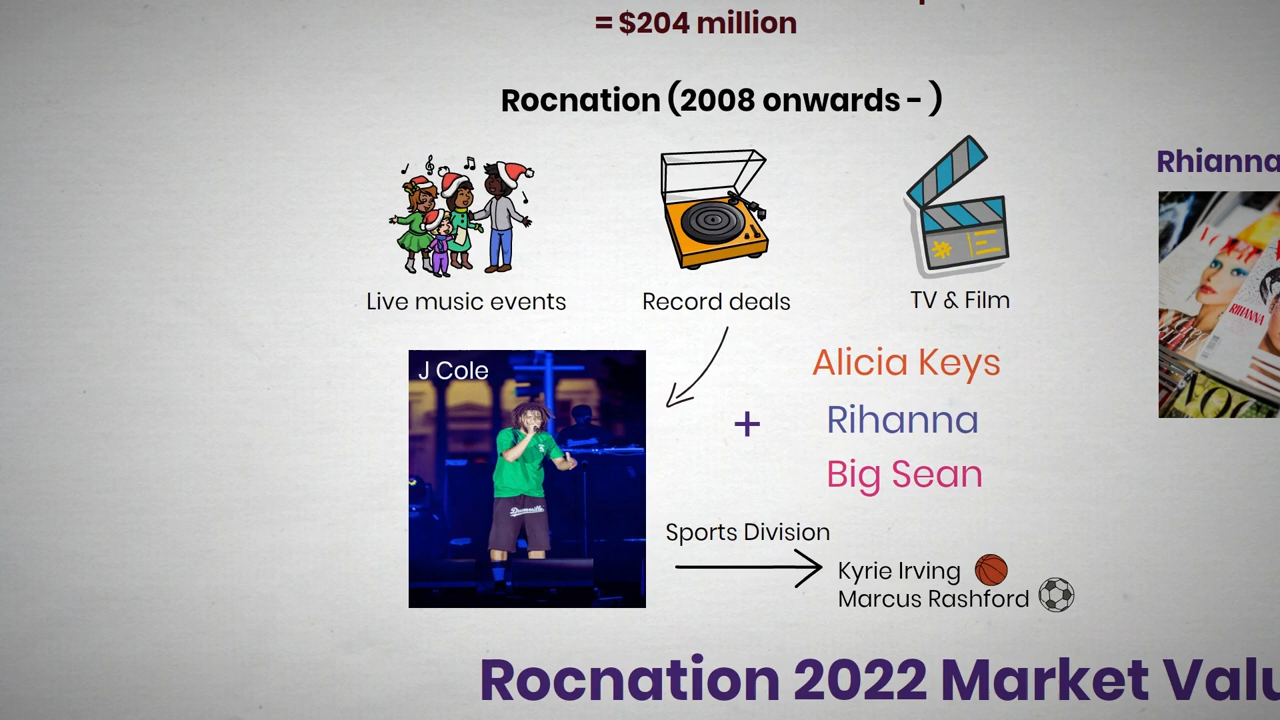 = $204 million
Rocnation (2008 onwards - )
Rhianna
Live music events
Record deals
TV & Film
J Cole
Alicia Keys
+
Rihanna
Big Sean
RIHANNA
Sports Division
Kyrie Irving
Marcus Rashford
Rocnation 2022 Market Valu